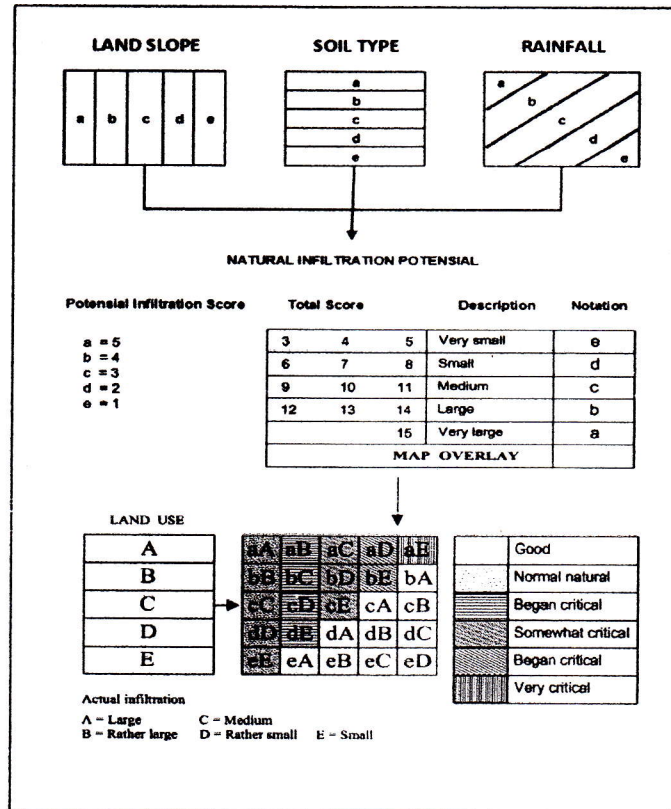 LAND SLOPE SOIL TYPE RAINFALL
a b c d e
a
b
c
d
e
a
b
c
d
e
NATURAL INFILTRATION POTENSIAL
Potensial Infiltration Score Total Score Description Notation
a = 5
b = 4
c = 3
d = 2
e = 1
3 4 5 Very small e
6 7 8 Small d
9 10 11 Medium c
12 13 14 Large b
15 Very large a
MAP OVERLAY
LAND USE
A
B
C
D
E
aA aB aC aD aE
bB bC bD bE bA
cC cD cE cA cB
dD dE dA dB dC
eE eA eB eC eD
Good
Normal natural
Began critical
Somewhat critical
Began critical
Very critical
Actual infiltration
A = Large C = Medium
B = Rather large D = Rather small E = Small